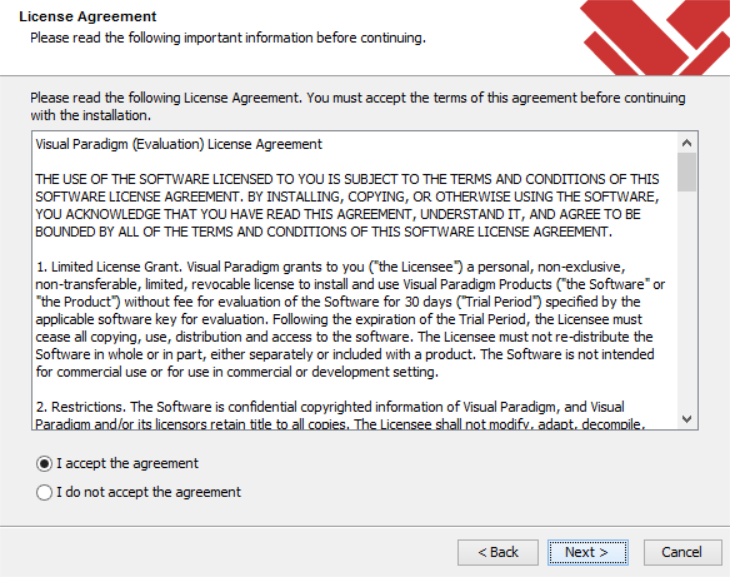 License Agreement
Please read the following important information before continuing.
Please read the following License Agreement. You must accept the terms of this agreement before continuing
with the installation.
Visual Paradigm (Evaluation) License Agreement
THE USE OF THE SOFTWARE LICENSED TO YOU IS SUBJECT TO THE TERMS AND CONDITIONS OF THIS
SOFTWARE LICENSE AGREEMENT. BY INSTALLING, COPYING, OR OTHERWISE USING THE SOFTWARE,
YOU ACKNOWLEDGE THAT YOU HAVE READ THIS AGREEMENT, UNDERSTAND IT, AND AGREE TO BE
BOUNDED BY ALL OF THE TERMS AND CONDITIONS OF THIS SOFTWARE LICENSE AGREEMENT.
1. Limited License Grant. Visual Paradigm grants to you ("the Licensee") a personal, non-exclusive,
non-transferable, limited, revocable license to install and use Visual Paradigm Products ("the Software" or
"the Product") without fee for evaluation of the Software for 30 days ("Trial Period") specified by the
applicable software key for evaluation. Following the expiration of the Trial Period, the Licensee must
cease all copying, use, distribution and access to the software. The Licensee must not re-distribute the
Software in whole or in part, either separately or included with a product. The Software is not intended
for commercial use or for use in commercial or development setting.
2. Restrictions. The Software is confidential copyrighted information of Visual Paradigm, and Visual
Paradigm and/or its licensors retain title to all copies. The Licensee shall not modify, adapt, decompile,
I accept the agreement
I do not accept the agreement
< Back
Next >
Cancel